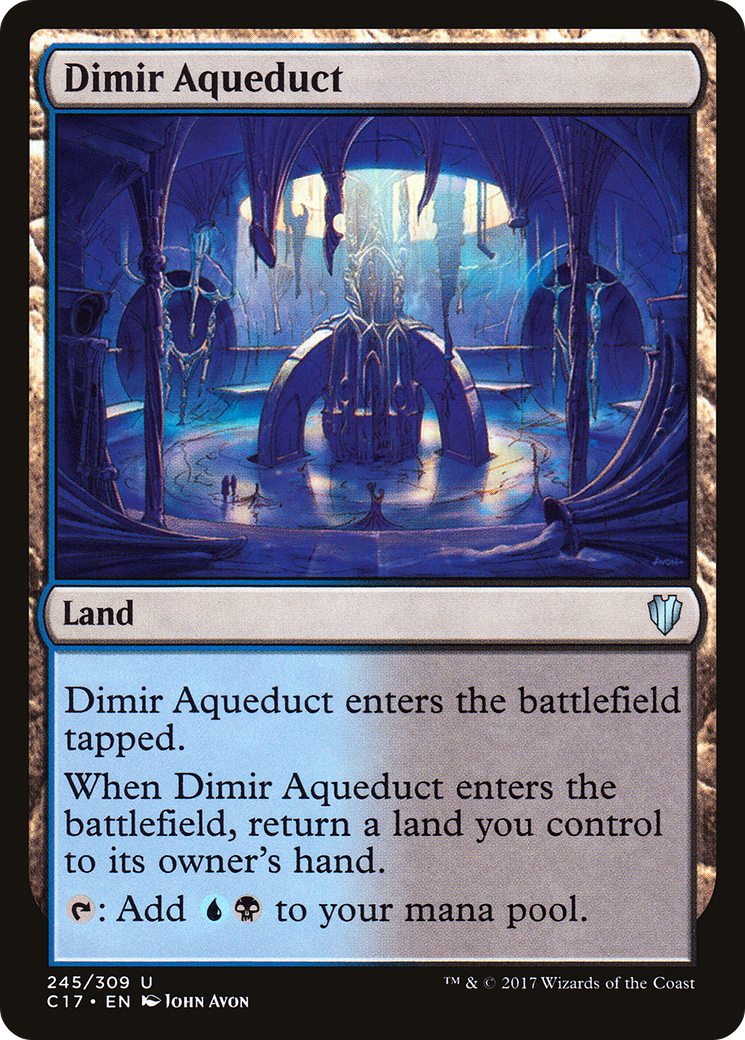 Dimir Aqueduct
AVON-
Land
Dimir Aqueduct enters the battlefield
tapped.
When Dimir Aqueduct enters the
battlefield, return a land you control
to its owner's hand.
: Add to your mana pool.
245/309 U
C17 • EN JOHN AVON
™ & © 2017 Wizards of the Coast